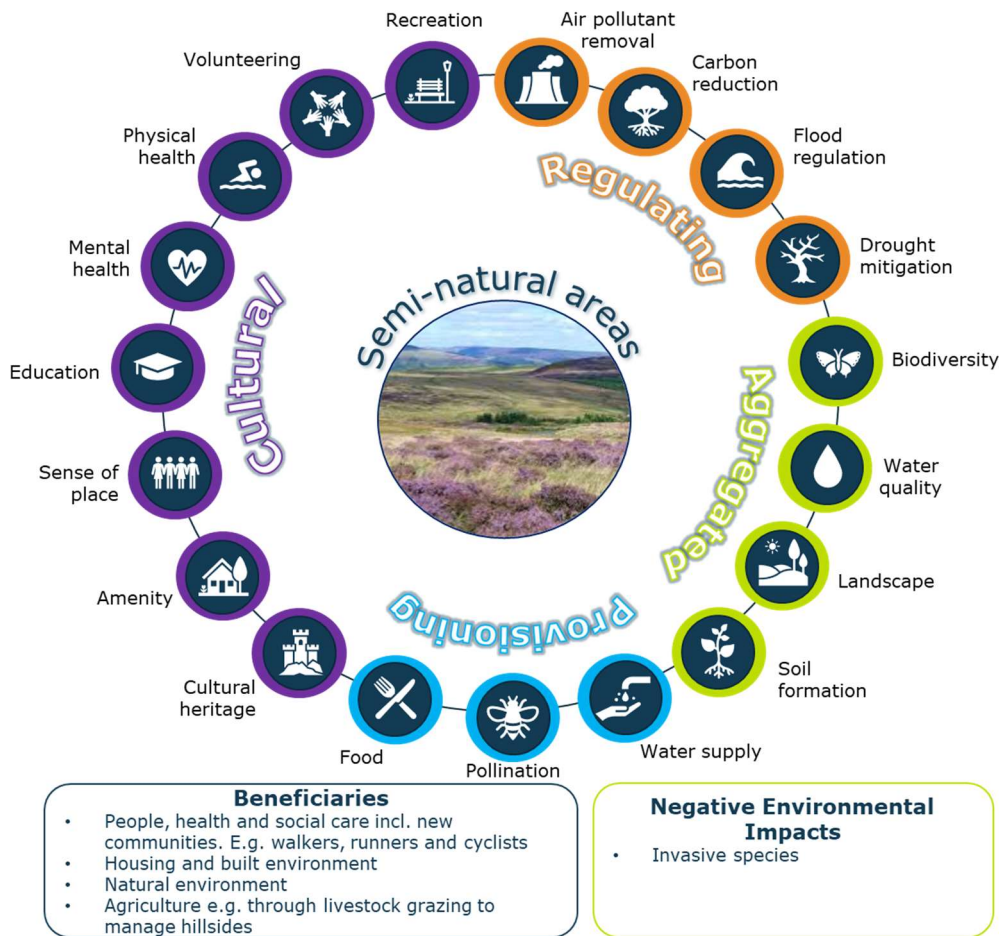 Recreation
Air pollutant
removal
Carbon
reduction
Flood
regulation
Drought
mitigation
Biodiversity
Water
quality
Landscape
Soil
formation
Water supply
Pollination
Food
Cultural
heritage
Amenity
Sense of
place
Education
Mental
health
Physical
health
Volunteering
Regulating
Aggregated
Provisioning
Cultural
Semi-natural areas
Beneficiaries
• People, health and social care incl. new
communities. E.g. walkers, runners and cyclists
• Housing and built environment
• Natural environment
• Agriculture e.g. through livestock grazing to
manage hillsides
Negative Environmental
Impacts
• Invasive species